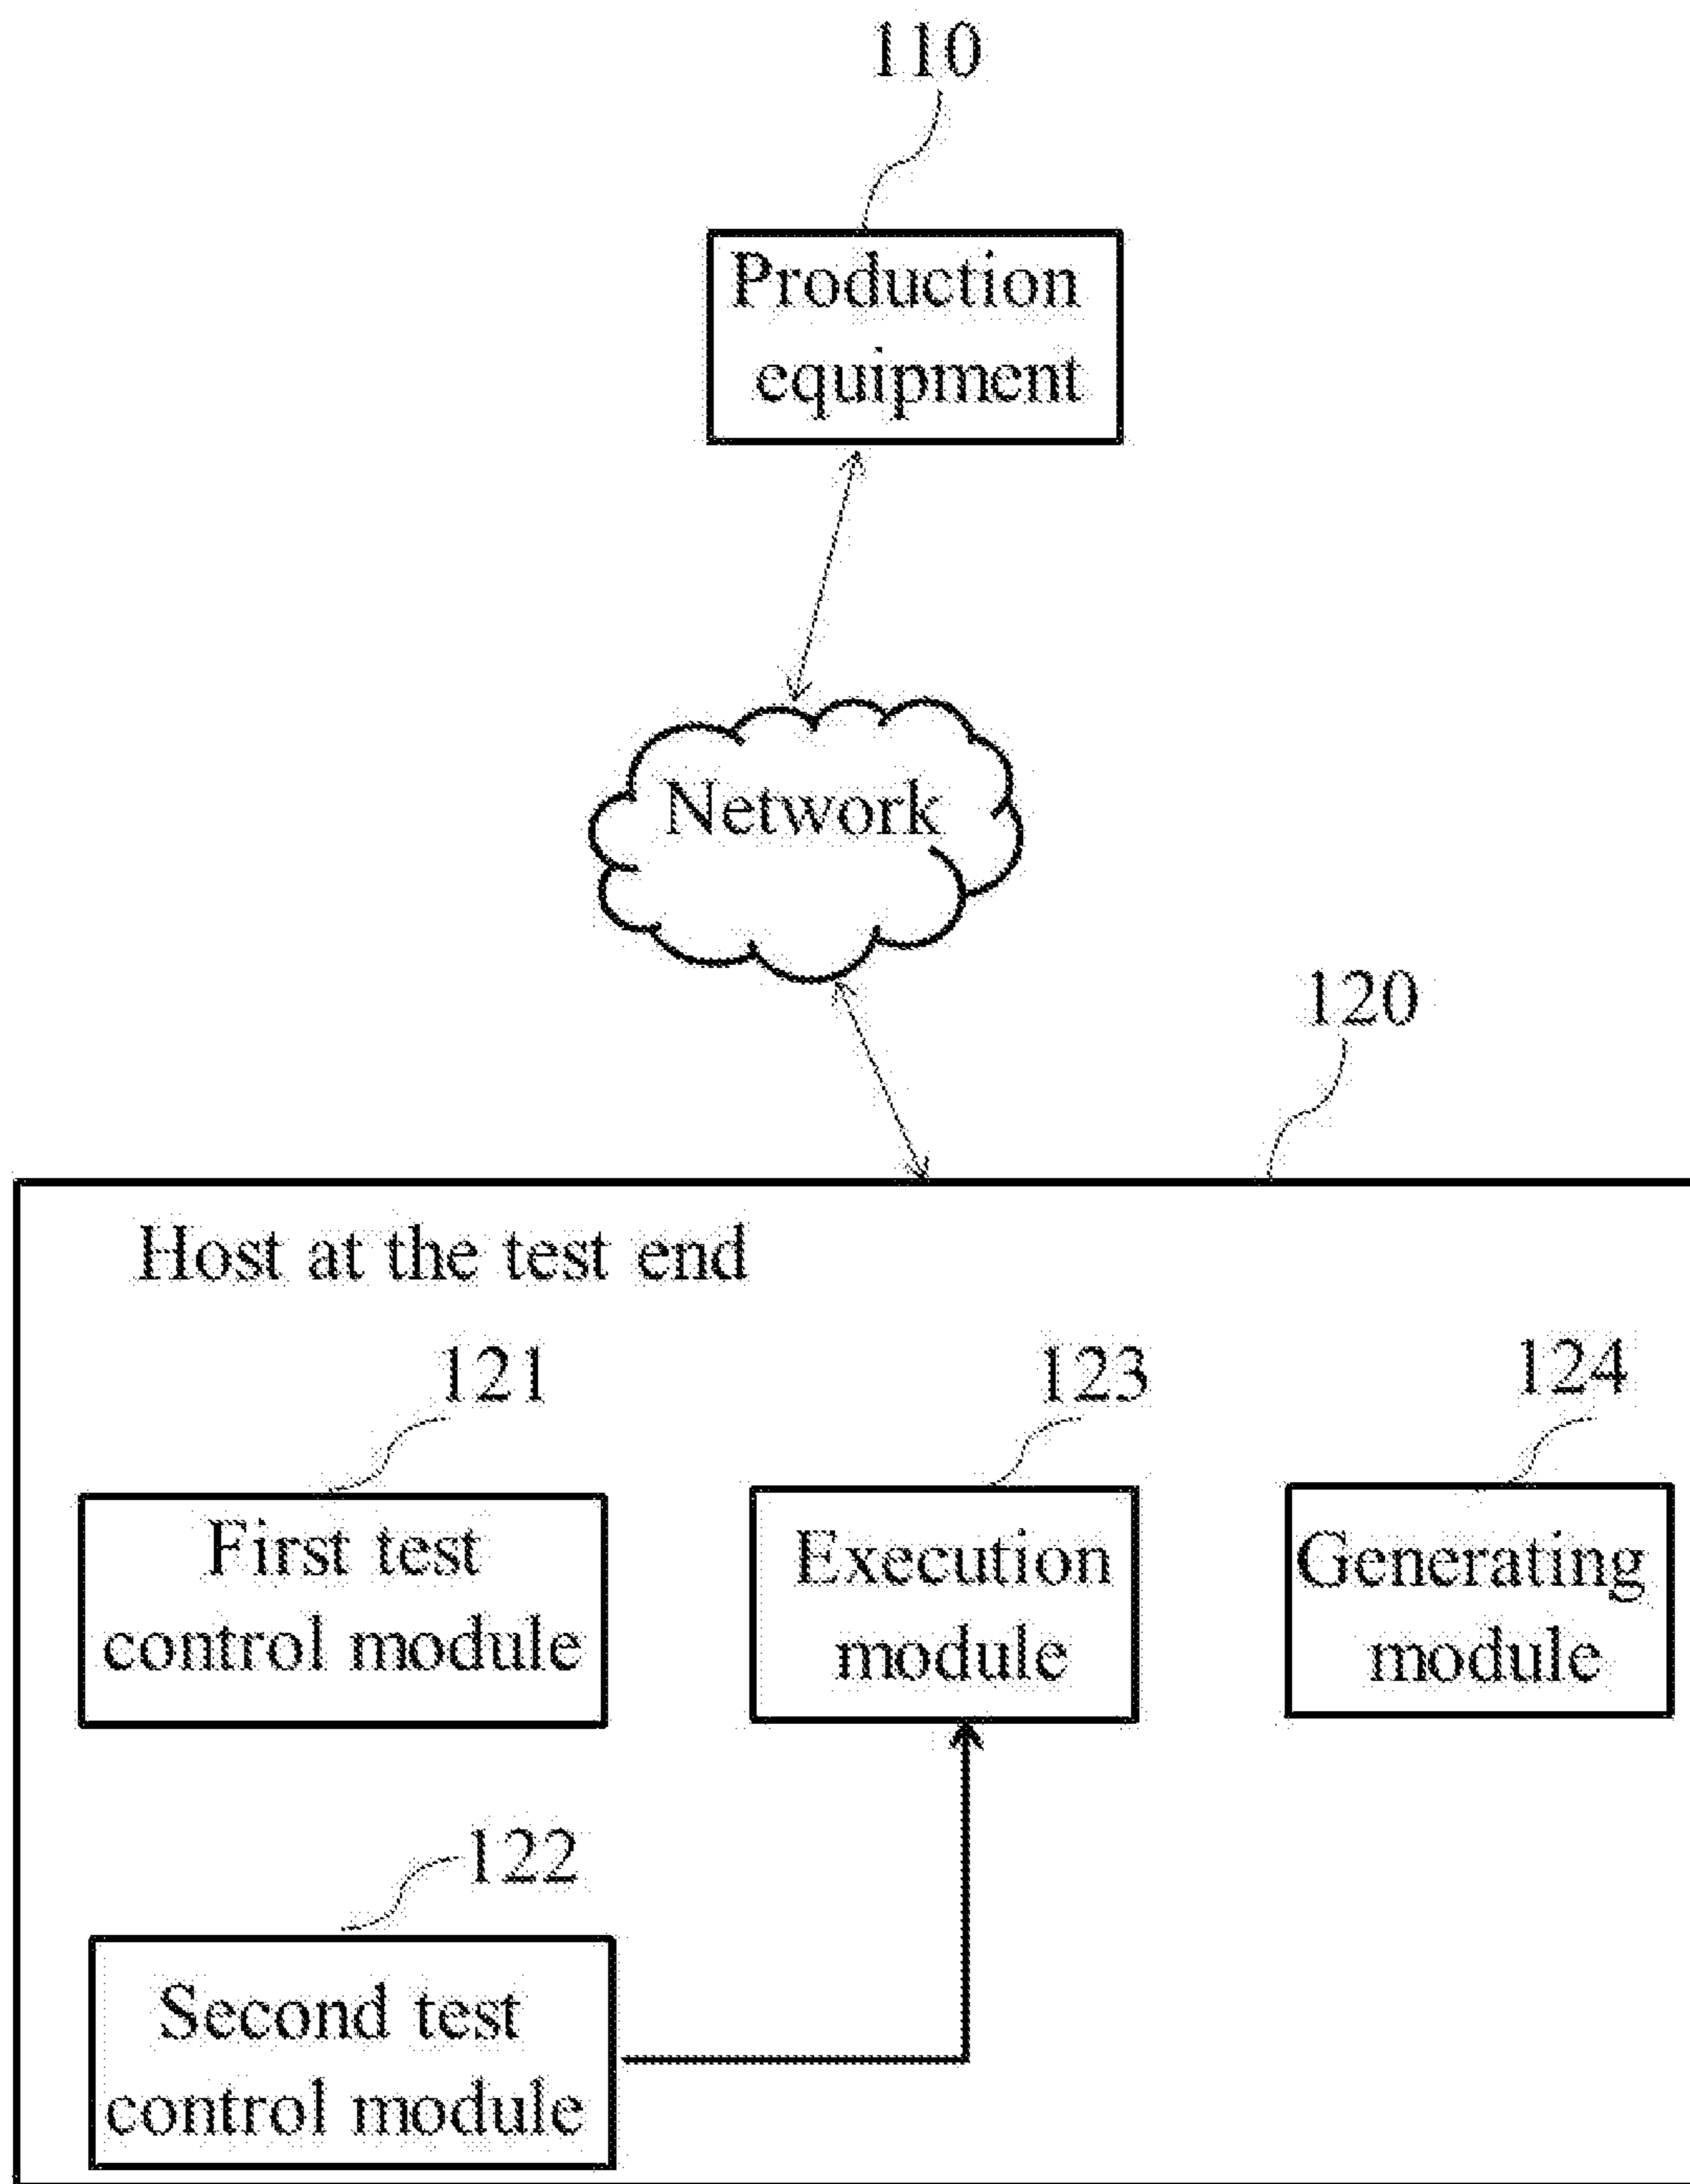 110
Production
equipment
Network
120
Host at the test end
121
123
124
First test
control module
Execution
module
Generating
module
122
Second test
control module